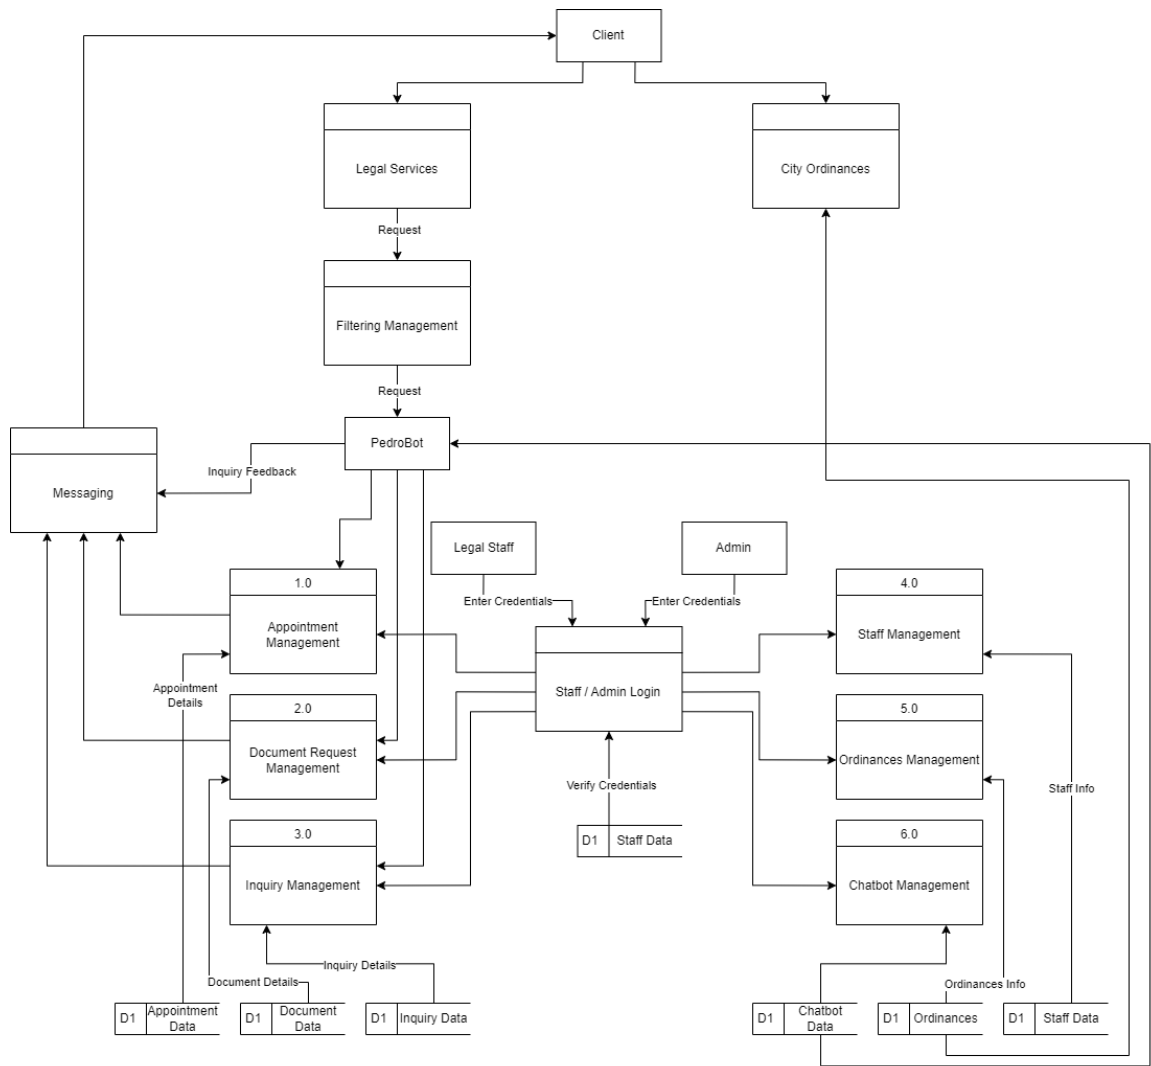 Client
Legal Services
City Ordinances
Request
Filtering Management
Request
PedroBot
Inquiry Feedback
Messaging
Legal Staff
Admin
1.0
Appointment
Management
Enter Credentials
Enter Credentials
4.0
Staff Management
Appointment
Details
Staff / Admin Login
2.0
Document Request
Management
5.0
Ordinances Management
Verify Credentials
Staff Info
3.0
Inquiry Management
D1
Staff Data
6.0
Chatbot Management
Inquiry Details
Document Details
Ordinances Info
D1
Appointment
Data
D1
Document
Data
D1
Inquiry Data
D1
Chatbot
Data
D1
Ordinances
D1
Staff Data